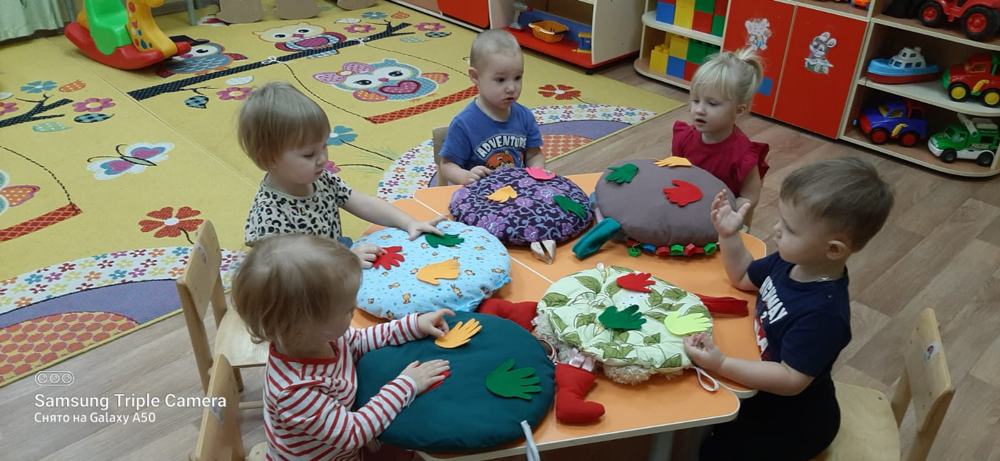 ADVENTURE
Samsung Triple Camera
Снято на Galaxy A50